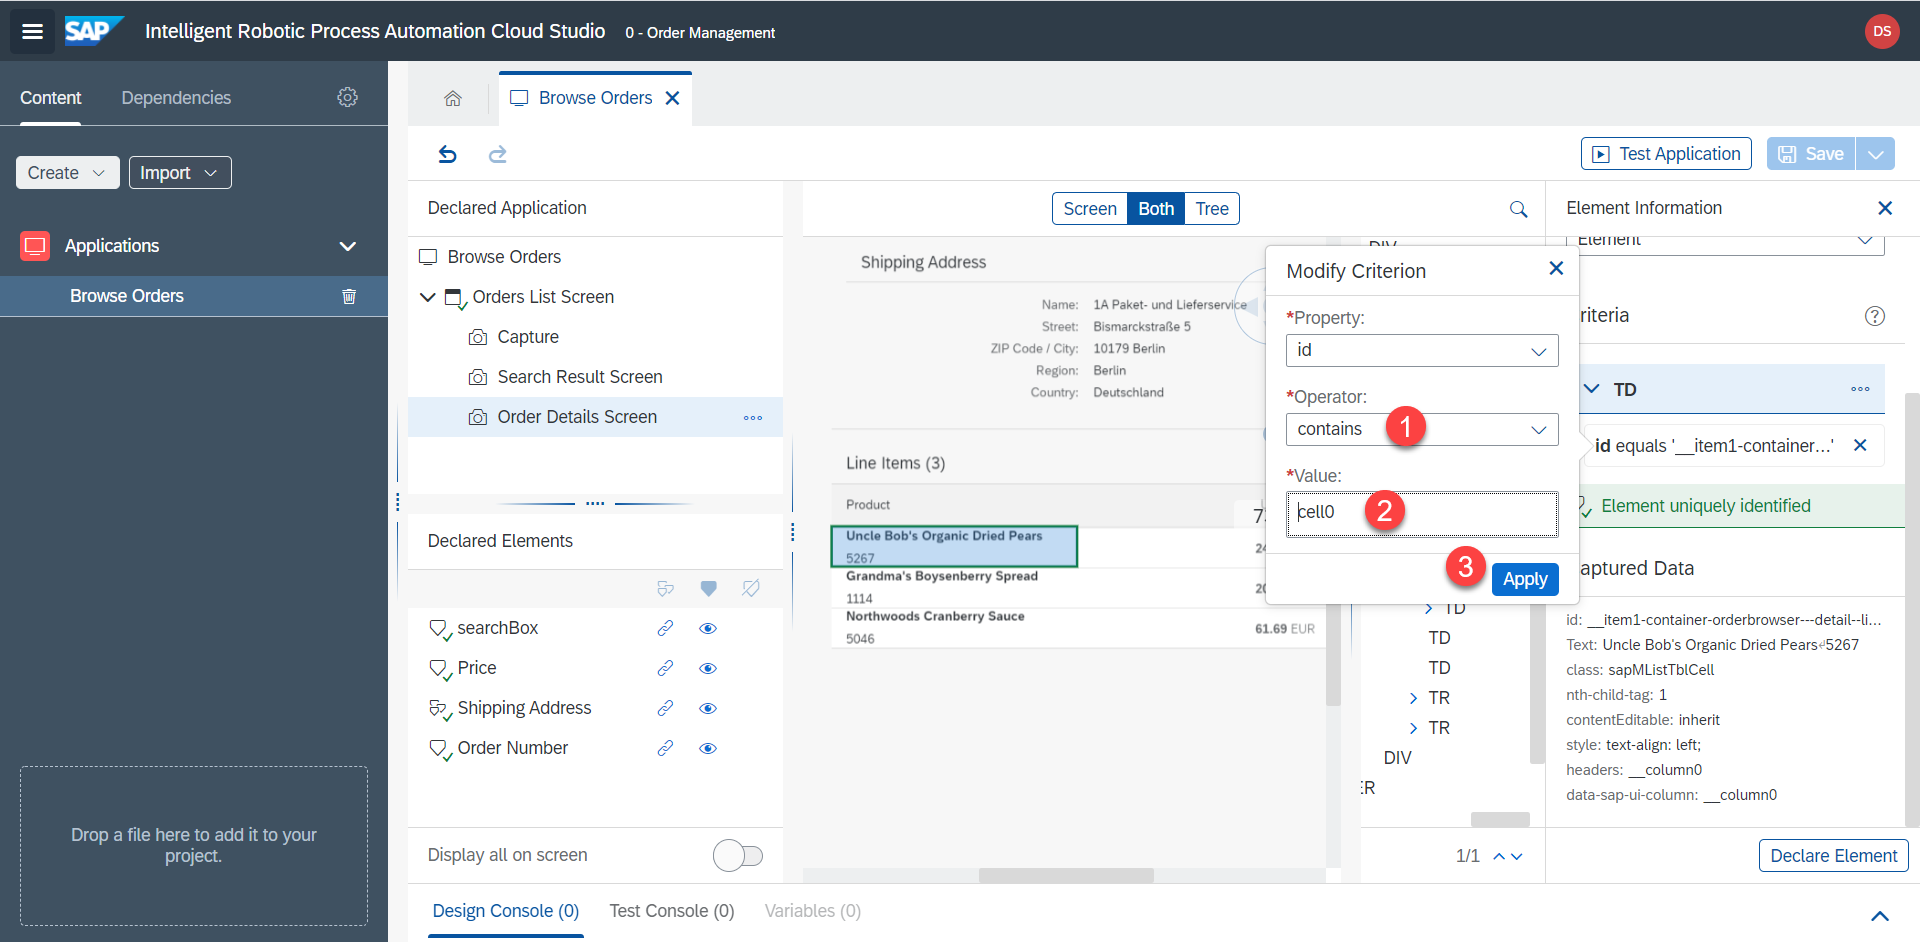 SAP Intelligent Robotic Process Automation Cloud Studio 0 - Order Management DS
Content Dependencies
Browse Orders
Create Import
Test Application Save
Applications
Browse Orders
Declared Application
Browse Orders
Orders List Screen
Capture
Search Result Screen
Order Details Screen
Declared Elements
searchBox
Price
Shipping Address
Order Number
Display all on screen
Drop a file here to add it to your
project.
Screen Both Tree
Shipping Address
Name: 1A Paket- und Lieferservice
Street: Bismarckstraße 5
ZIP Code / City: 10179 Berlin
Region: Berlin
Country: Deutschland
Line Items (3)
Product
Uncle Bob's Organic Dried Pears
5267
Grandma's Boysenberry Spread
1114
Northwoods Cranberry Sauce
5046
61.69 EUR
Modify Criterion
*Property:
id
*Operator:
contains 1
*Value:
cell0 2
3 Apply
DIV
TD
TD
TD
TR
TR
DIV
ER
1/1
Element Information
Element
riteria
TD
id equals '__item1-container...'
Element uniquely identified
aptured Data
id: __item1-container-orderbrowser---detail--li...
Text: Uncle Bob's Organic Dried Pears↵5267
class: sapMListTblCell
nth-child-tag: 1
contentEditable: inherit
style: text-align: left;
headers: __column0
data-sap-ui-column: __column0
Declare Element
Design Console (0) Test Console (0) Variables (0)